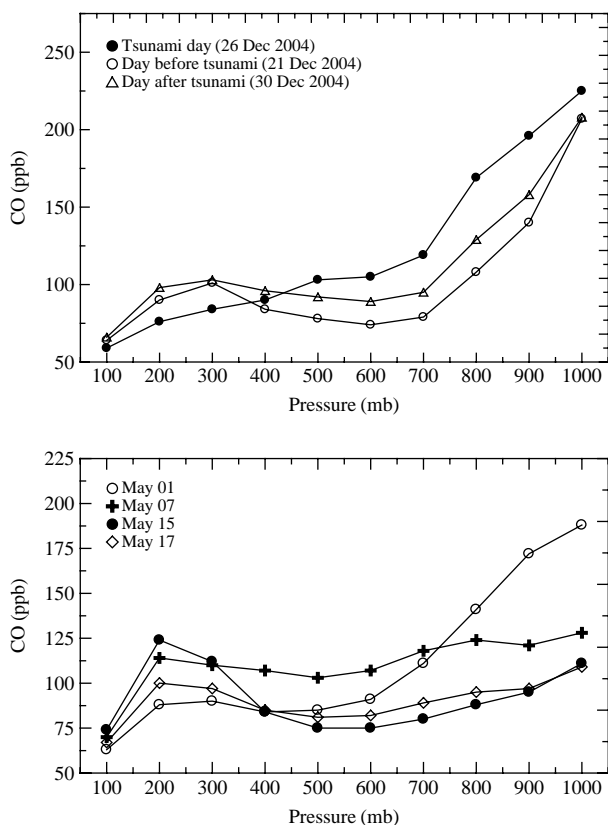 250
200
150
100
50
CO (ppb)
Tsunami day (26 Dec 2004)
Day before tsunami (21 Dec 2004)
Day after tsunami (30 Dec 2004)
100 200 300 400 500 600 700 800 900 1000
Pressure (mb)
225
200
175
150
125
100
75
50
CO (ppb)
May 01
May 07
May 15
May 17
100 200 300 400 500 600 700 800 900 1000
Pressure (mb)